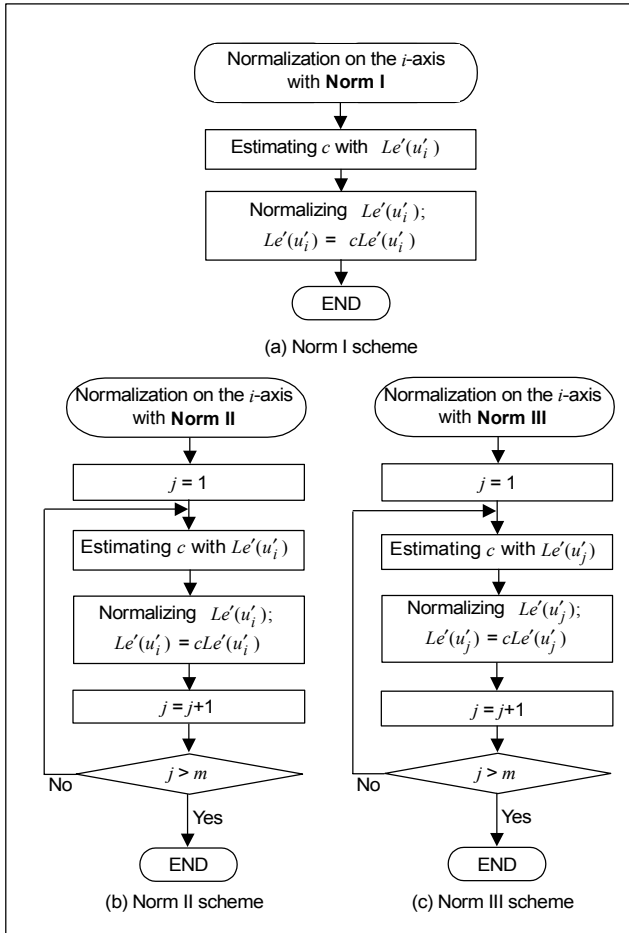 Normalization on the i-axis
with Norm I
Estimating c with Le′(u′i)
Normalizing Le′(u′i);
Le′(u′i) = cLe′(u′i)
END
(a) Norm I scheme
Normalization on the i-axis
with Norm II
j = 1
Estimating c with Le′(u′i)
Normalizing Le′(u′i);
Le′(u′i) = cLe′(u′i)
j = j+1
j > m
No
Yes
END
(b) Norm II scheme
Normalization on the i-axis
with Norm III
j = 1
Estimating c with Le′(u′j)
Normalizing Le′(u′j);
Le′(u′j) = cLe′(u′j)
j = j+1
j > m
No
Yes
END
(c) Norm III scheme